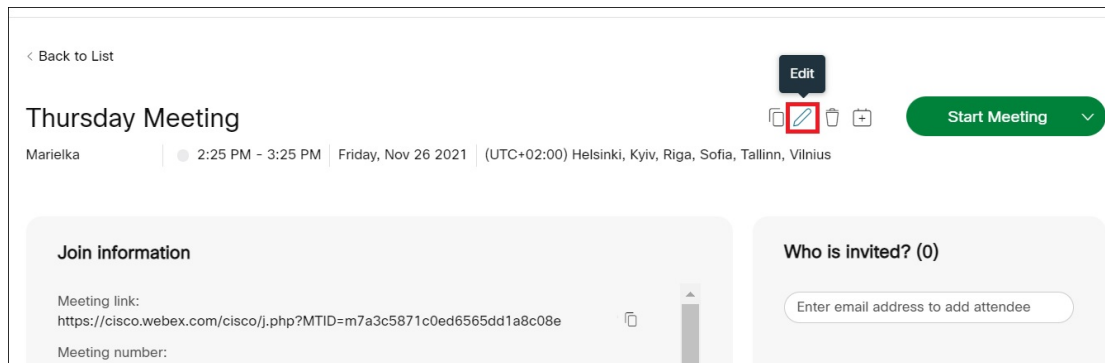 < Back to List
Edit
Thursday Meeting
Start Meeting
Marielka 2:25 PM - 3:25 PM Friday, Nov 26 2021 (UTC+02:00) Helsinki, Kyiv, Riga, Sofia, Tallinn, Vilnius
Join information
Meeting link:
https://cisco.webex.com/cisco/j.php?MTID=m7a3c5871c0ed6565dd1a8c08e
Meeting number:
Who is invited? (0)
Enter email address to add attendee